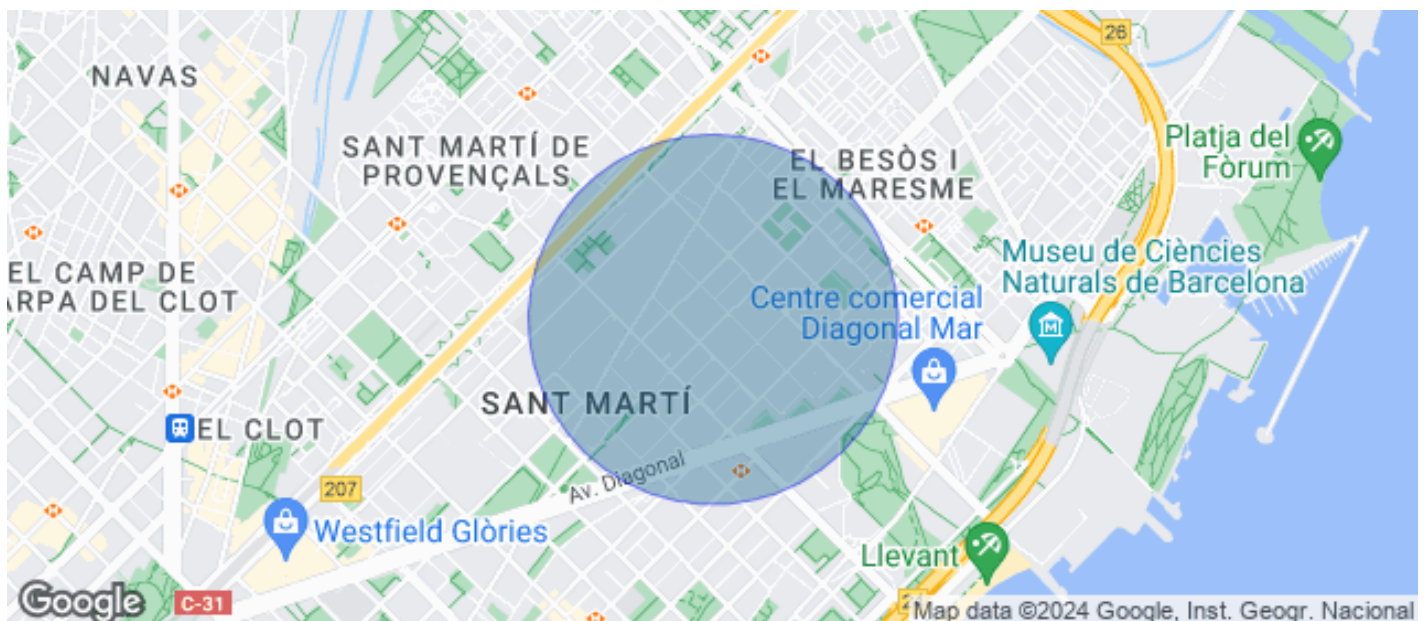 26
NAVAS
Platja del
Fòrum
SANT MARTÍ DE
PROVENÇALS
EL BESÒS I
EL MARESME
Museu de Ciències
Naturals de Barcelona
EL CAMP DE
ARPA DEL CLOT
Centre comercial
Diagonal Mar
SANT MARTÍ
EL CLOT
Av. Diagonal
207
Westfield Glòries
Llevant
Google
C-31
Map data ©2024 Google, Inst. Geogr. Nacional